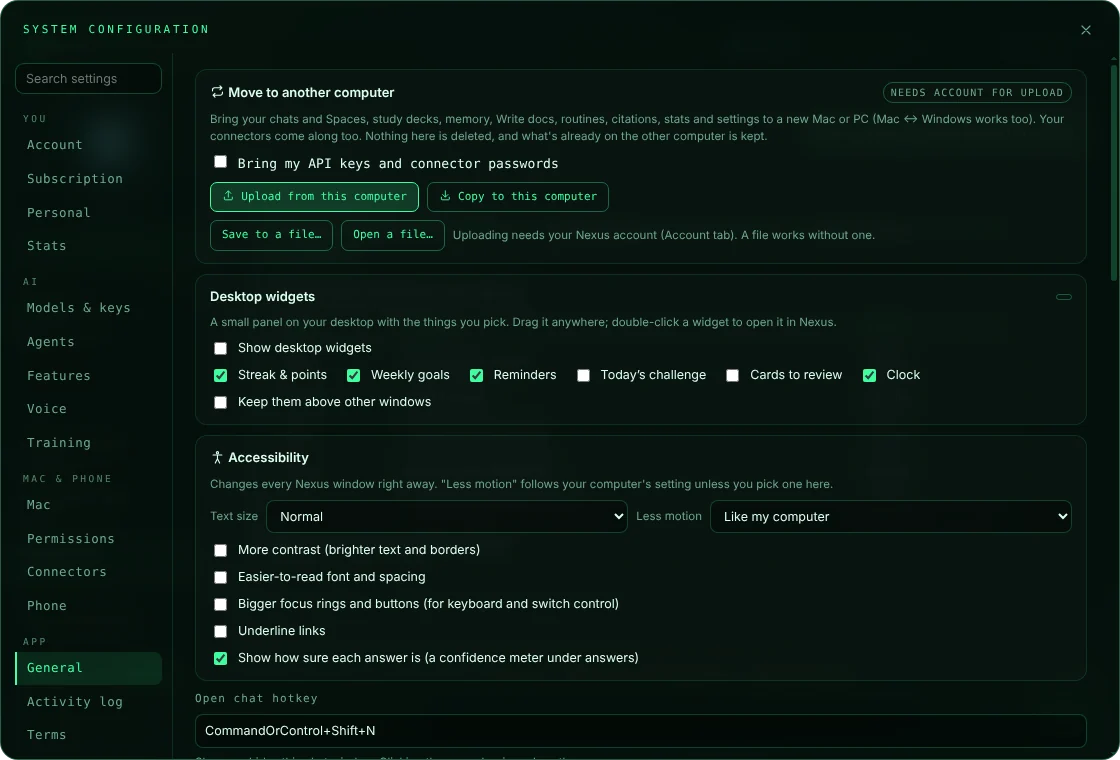 SYSTEM CONFIGURATION
Search settings
YOU
Account
Subscription
Personal
Stats
AI
Models & keys
Agents
Features
Voice
Training
MAC & PHONE
Mac
Permissions
Connectors
Phone
APP
General
Activity log
Terms
Move to another computer
NEEDS ACCOUNT FOR UPLOAD
Bring your chats and Spaces, study decks, memory, Write docs, routines, citations, stats and settings to a new Mac or PC (Mac ↔ Windows works too). Your
connectors come along too. Nothing here is deleted, and what's already on the other computer is kept.
Bring my API keys and connector passwords
Upload from this computer
Copy to this computer
Save to a file…
Open a file…
Uploading needs your Nexus account (Account tab). A file works without one.
Desktop widgets
A small panel on your desktop with the things you pick. Drag it anywhere; double-click a widget to open it in Nexus.
Show desktop widgets
Streak & points
Weekly goals
Reminders
Today's challenge
Cards to review
Clock
Keep them above other windows
Accessibility
Changes every Nexus window right away. "Less motion" follows your computer's setting unless you pick one here.
Text size
Normal
Less motion
Like my computer
More contrast (brighter text and borders)
Easier-to-read font and spacing
Bigger focus rings and buttons (for keyboard and switch control)
Underline links
Show how sure each answer is (a confidence meter under answers)
Open chat hotkey
CommandOrControl+Shift+N